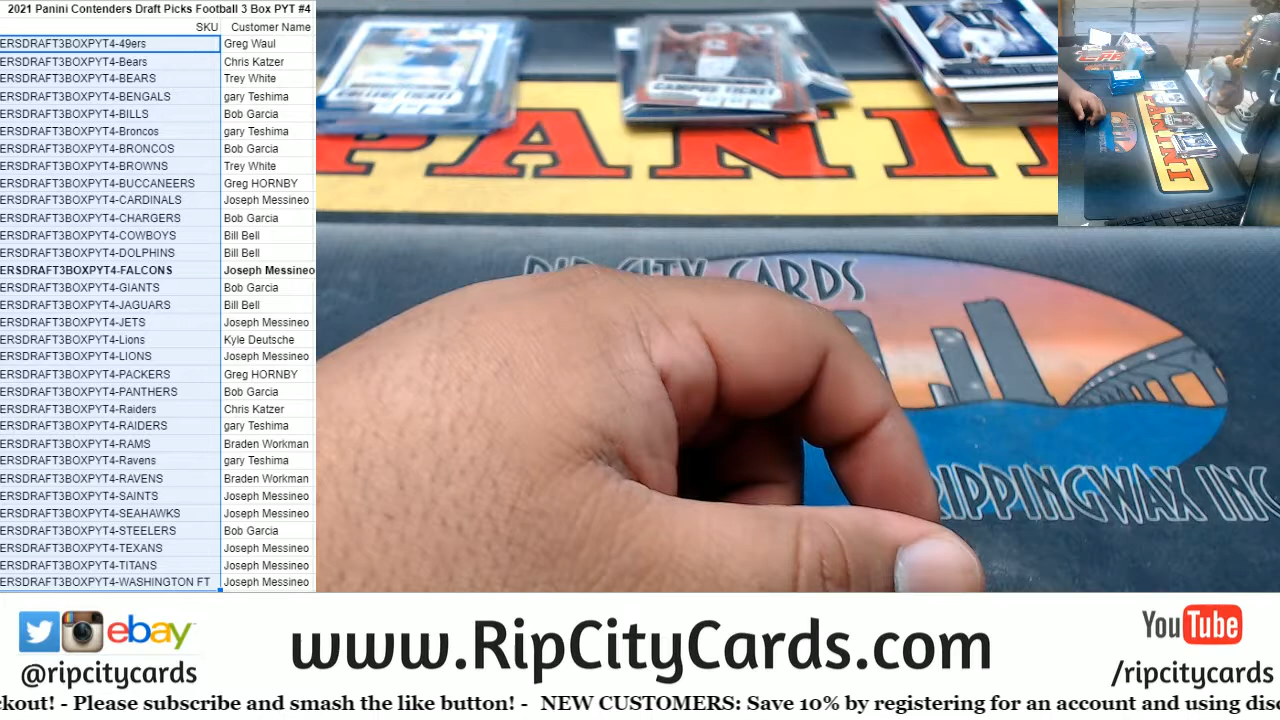 2021 Panini Contenders Draft Picks Football 3 Box PYT #4
SKU Customer Name
ERSDRAFT3BOXPYT4-49ers Greg Waul
ERSDRAFT3BOXPYT4-Bears Chris Katzer
ERSDRAFT3BOXPYT4-BEARS Trey White
ERSDRAFT3BOXPYT4-BENGALS gary Teshima
ERSDRAFT3BOXPYT4-BILLS Bob Garcia
ERSDRAFT3BOXPYT4-Broncos gary Teshima
ERSDRAFT3BOXPYT4-BRONCOS Bob Garcia
ERSDRAFT3BOXPYT4-BROWNS Trey White
ERSDRAFT3BOXPYT4-BUCCANEERS Greg HORNBY
ERSDRAFT3BOXPYT4-CARDINALS Joseph Messineo
ERSDRAFT3BOXPYT4-CHARGERS Bob Garcia
ERSDRAFT3BOXPYT4-COWBOYS Bill Bell
ERSDRAFT3BOXPYT4-DOLPHINS Bill Bell
ERSDRAFT3BOXPYT4-FALCONS Joseph Messineo
ERSDRAFT3BOXPYT4-GIANTS Bob Garcia
ERSDRAFT3BOXPYT4-JAGUARS Bill Bell
ERSDRAFT3BOXPYT4-JETS Joseph Messineo
ERSDRAFT3BOXPYT4-Lions Kyle Deutsche
ERSDRAFT3BOXPYT4-LIONS Joseph Messineo
ERSDRAFT3BOXPYT4-PACKERS Greg HORNBY
ERSDRAFT3BOXPYT4-PANTHERS Bob Garcia
ERSDRAFT3BOXPYT4-Raiders Chris Katzer
ERSDRAFT3BOXPYT4-RAIDERS gary Teshima
ERSDRAFT3BOXPYT4-RAMS Braden Workman
ERSDRAFT3BOXPYT4-Ravens gary Teshima
ERSDRAFT3BOXPYT4-RAVENS Braden Workman
ERSDRAFT3BOXPYT4-SAINTS Joseph Messineo
ERSDRAFT3BOXPYT4-SEAHAWKS Joseph Messineo
ERSDRAFT3BOXPYT4-STEELERS Bob Garcia
ERSDRAFT3BOXPYT4-TEXANS Joseph Messineo
ERSDRAFT3BOXPYT4-TITANS Joseph Messineo
ERSDRAFT3BOXPYT4-WASHINGTON FT Joseph Messineo
COLLEGE TICKET
CAMPUS TICKET
PANINI
PANINI
RIP CITY CARDS
RIPPINGWAX INC
ebay
@ripcitycards
www.RipCityCards.com
YouTube
/ripcitycards
ckout! - Please subscribe and smash the like button! - NEW CUSTOMERS: Save 10% by registering for an account and using disc